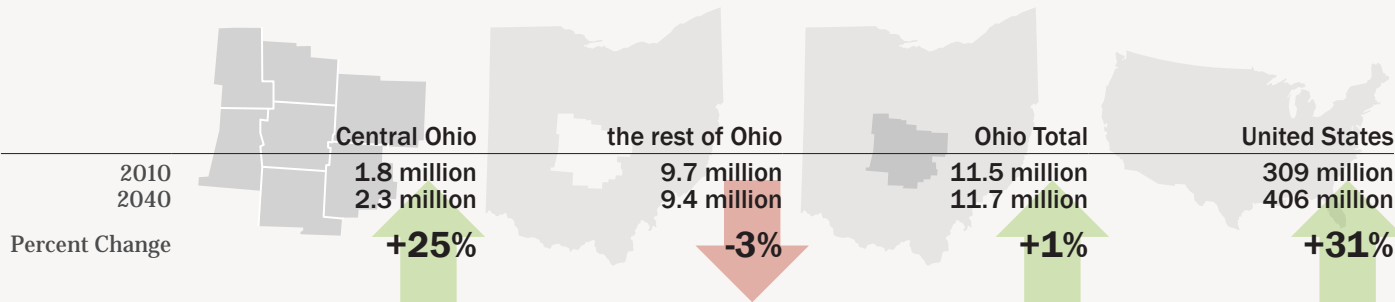 Central Ohio the rest of Ohio Ohio Total United States
2010 1.8 million 9.7 million 11.5 million 309 million
2040 2.3 million 9.4 million 11.7 million 406 million
Percent Change +25% -3% +1% +31%